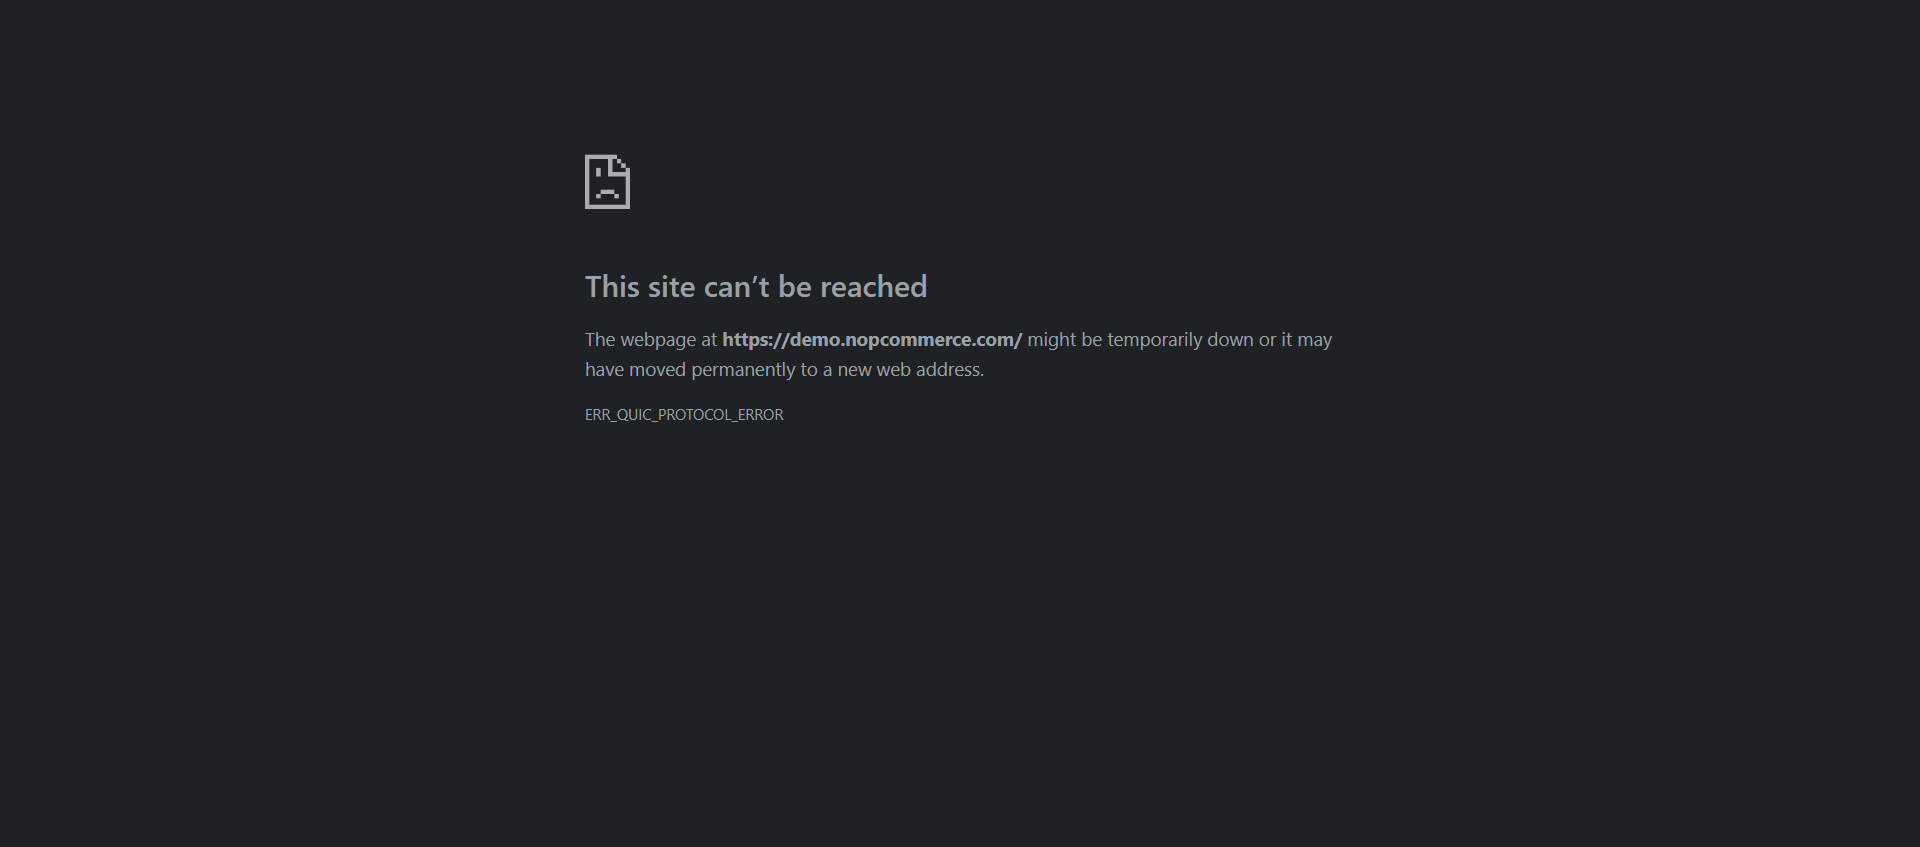 This site can’t be reached
The webpage at https://demo.nopcommerce.com/ might be temporarily down or it may
have moved permanently to a new web address.
ERR_QUIC_PROTOCOL_ERROR